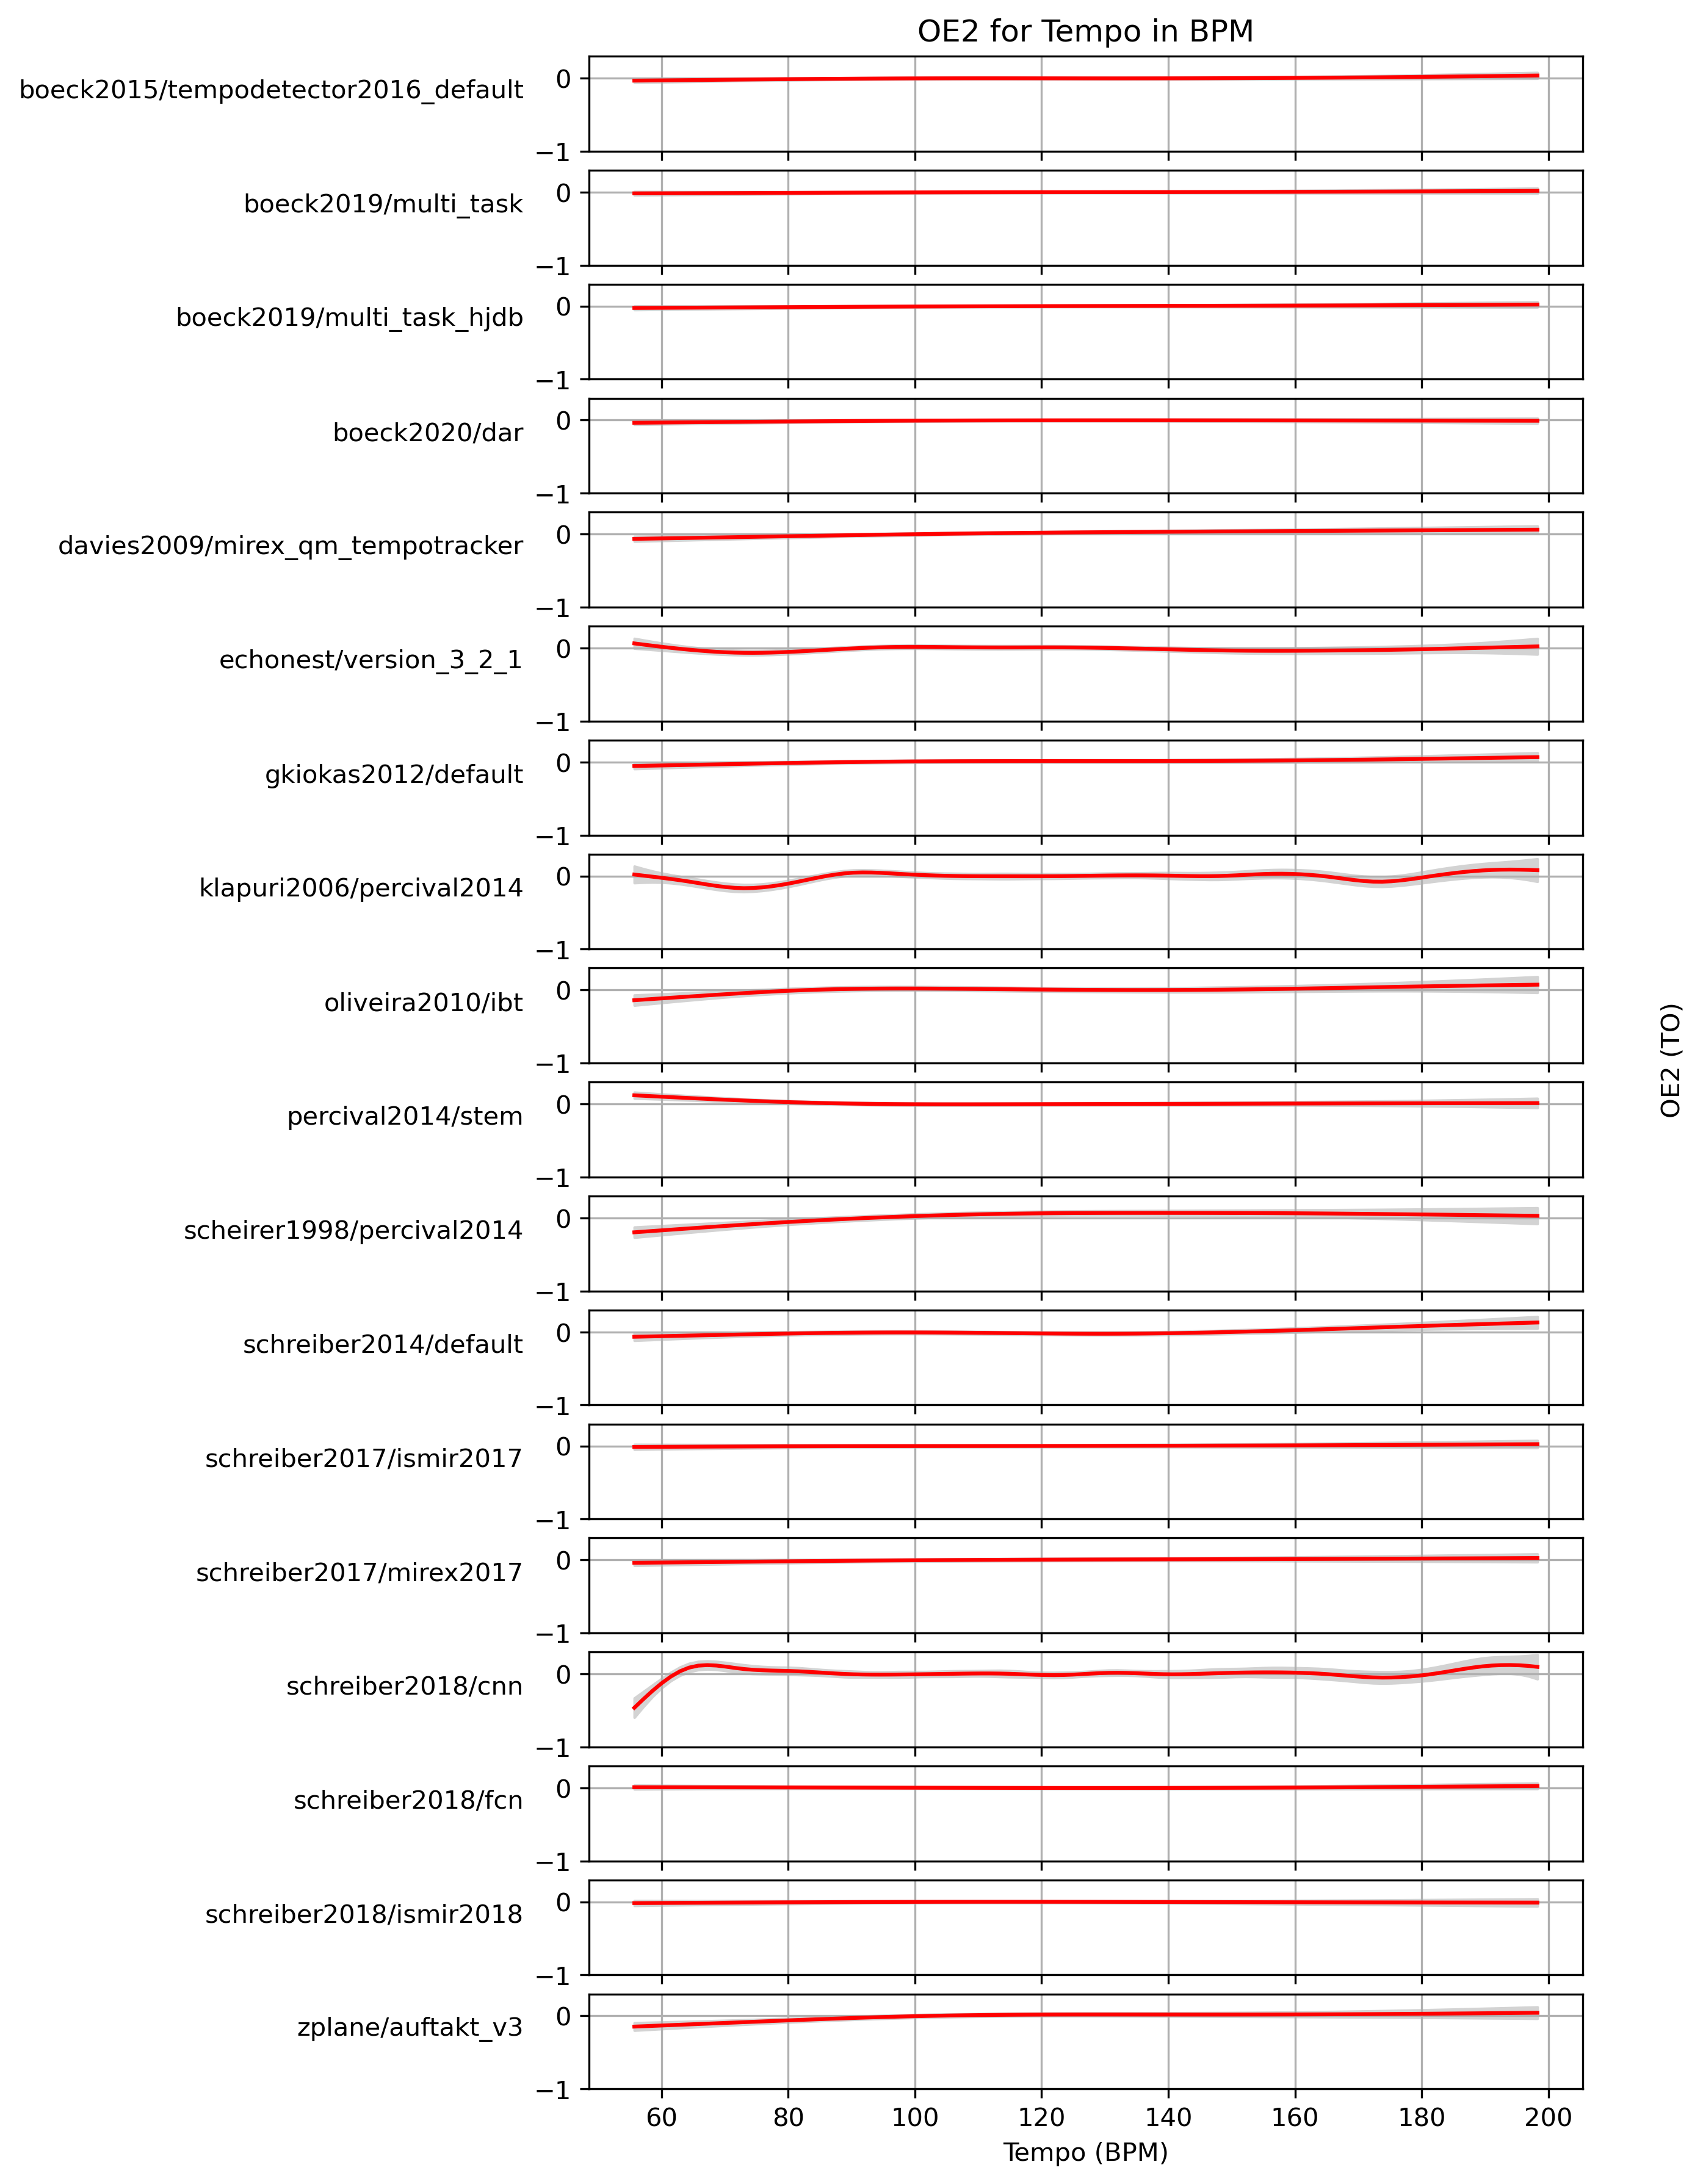 OE2 for Tempo in BPM
boeck2015/tempodetector2016_default
0
−1
boeck2019/multi_task
0
−1
boeck2019/multi_task_hjdb
0
−1
boeck2020/dar
0
−1
davies2009/mirex_qm_tempotracker
0
−1
echonest/version_3_2_1
0
−1
gkiokas2012/default
0
−1
klapuri2006/percival2014
0
−1
oliveira2010/ibt
0
−1
percival2014/stem
0
−1
scheirer1998/percival2014
0
−1
schreiber2014/default
0
−1
schreiber2017/ismir2017
0
−1
schreiber2017/mirex2017
0
−1
schreiber2018/cnn
0
−1
schreiber2018/fcn
0
−1
schreiber2018/ismir2018
0
−1
zplane/auftakt_v3
0
−1
60 80 100 120 140 160 180 200
Tempo (BPM)
OE2 (TO)